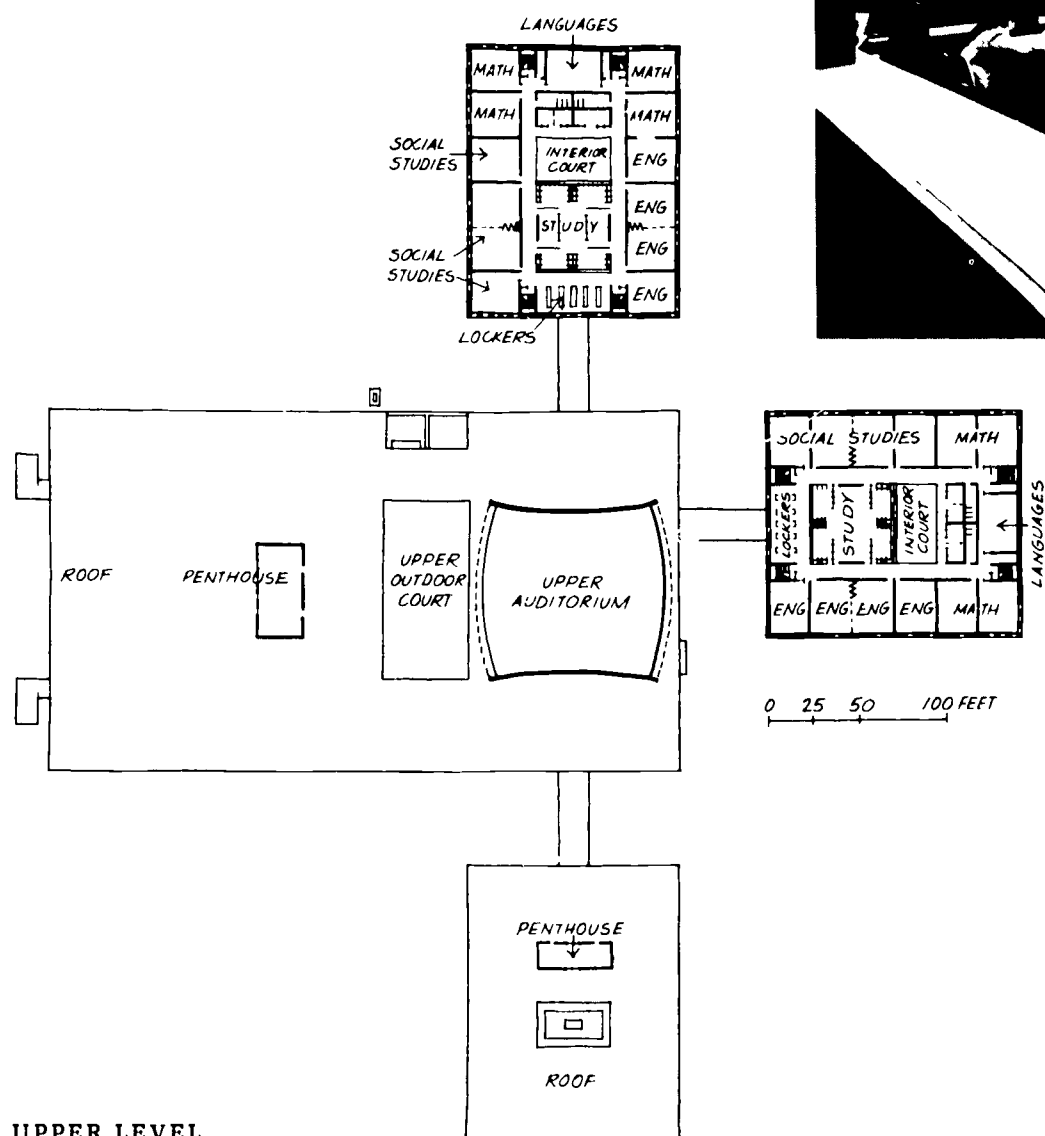 LANGUAGES
MATH
MATH
MATH
MATH
SOCIAL
STUDIES
INTERIOR
COURT
ENG
ENG
STUDY
SOCIAL
STUDIES
ENG
ENG
LOCKERS
SOCIAL STUDIES
MATH
LOCKERS
STUDY
INTERIOR
COURT
LANGUAGES
ENG
ENG
ENG
ENG
MATH
ROOF
PENTHOUSE
UPPER
OUTDOOR
COURT
UPPER
AUDITORIUM
0 25 50 100 FEET
PENTHOUSE
ROOF
UPPER LEVEL